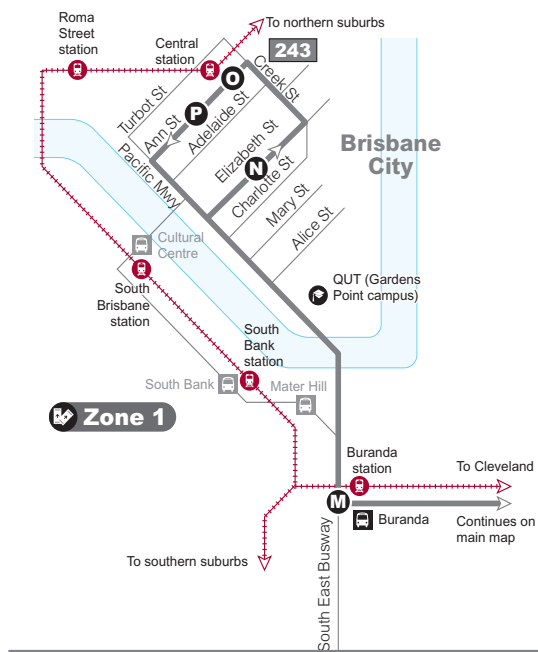 Roma
Street
station
Central
station
To northern suburbs
243
O
P
Creek St
Turbot St
Ann St
Adelaide St
Pacific Mwy
Elizabeth St
N
Charlotte St
Mary St
Alice St
Brisbane
City
Cultural
Centre
South
Brisbane
station
QUT (Gardens
Point campus)
South
Bank
station
South Bank
Mater Hill
Zone 1
Buranda
station
To Cleveland
M
Buranda
Continues on
main map
To southern suburbs
South East Busway